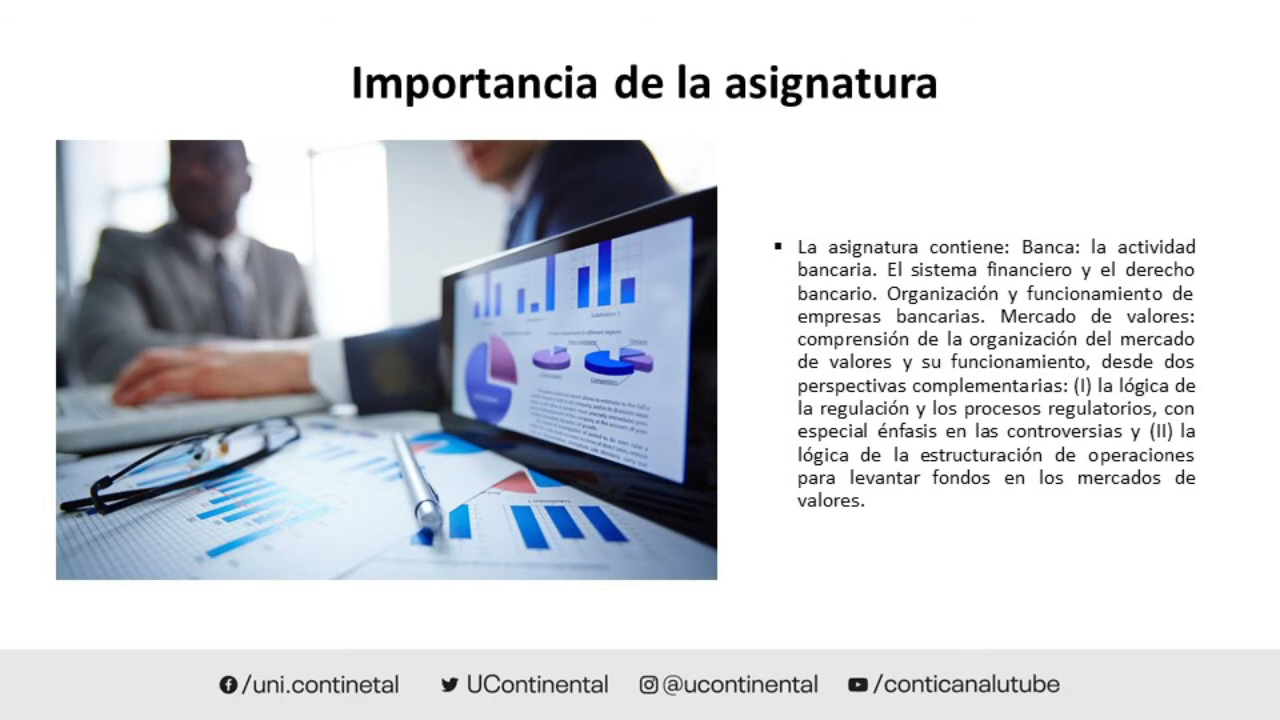 Importancia de la asignatura
▪ La asignatura contiene: Banca: la actividad
bancaria. El sistema financiero y el derecho
bancario. Organización y funcionamiento de
empresas bancarias. Mercado de valores:
comprensión de la organización del mercado
de valores y su funcionamiento, desde dos
perspectivas complementarias: (I) la lógica de
la regulación y los procesos regulatorios, con
especial énfasis en las controversias y (II) la
lógica de la estructuración de operaciones
para levantar fondos en los mercados de
valores.
/uni.continetal UContinental @ucontinental /conticanalutube